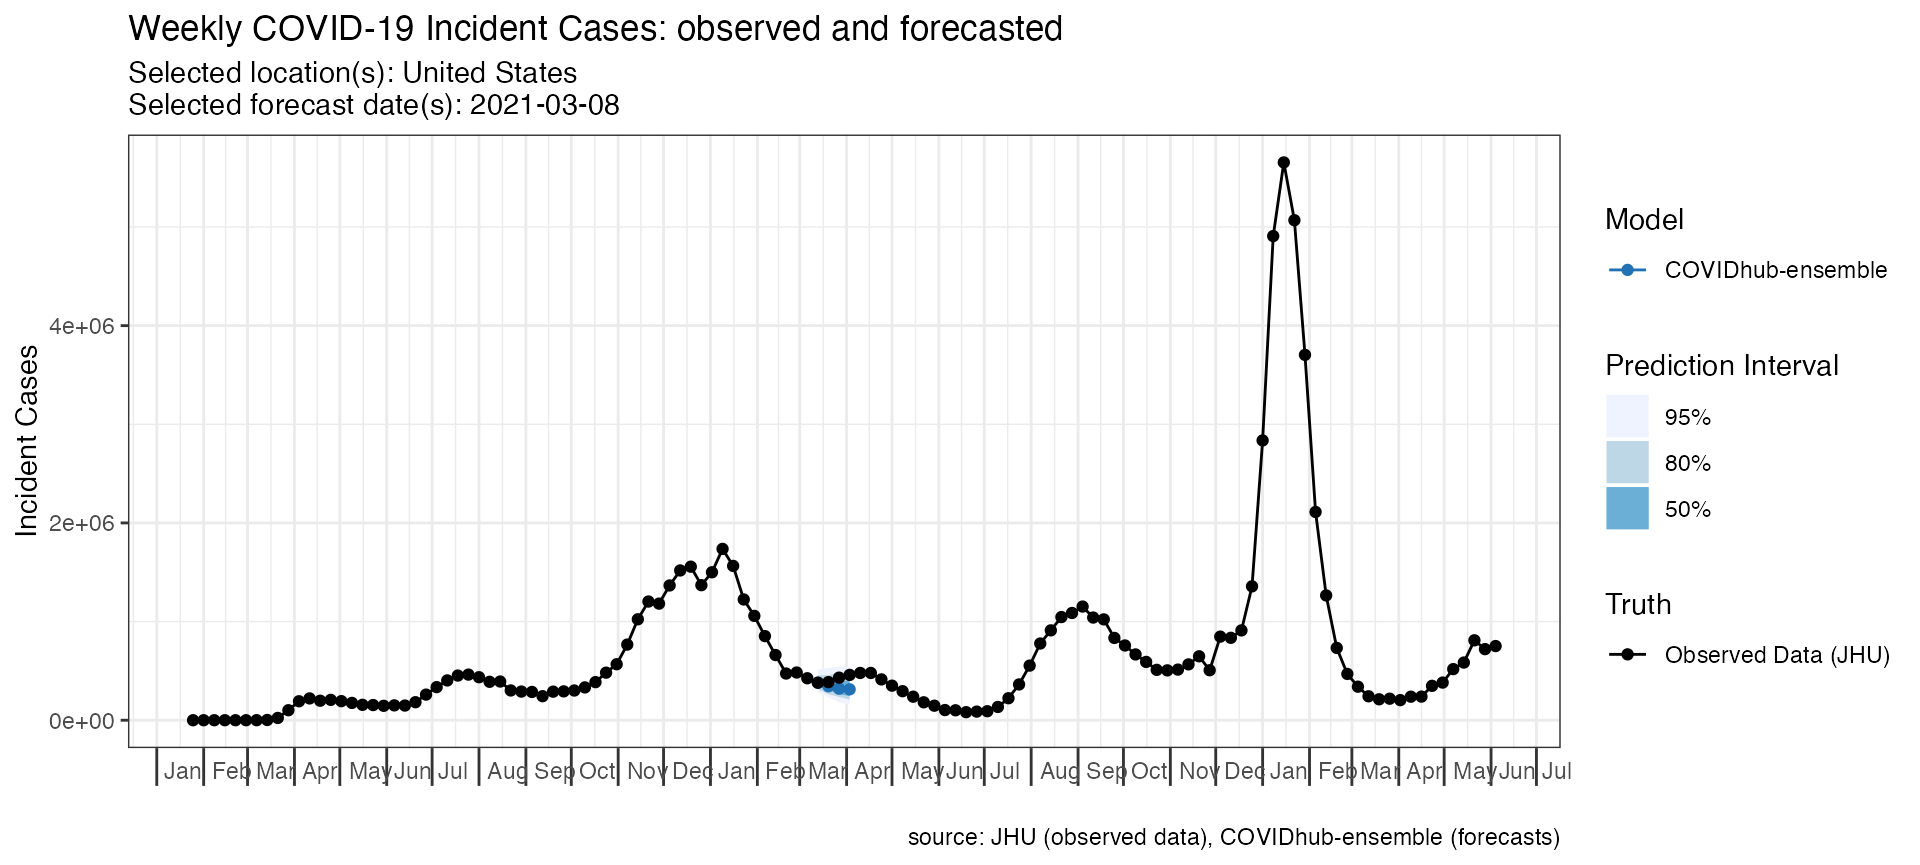 Weekly COVID-19 Incident Cases: observed and forecasted
Selected location(s): United States
Selected forecast date(s): 2021-03-08
Incident Cases
4e+06
2e+06
0e+00
Jan Feb Mar Apr May Jun Jul Aug Sep Oct Nov Dec Jan Feb Mar Apr May Jun Jul Aug Sep Oct Nov Dec Jan Feb Mar Apr May Jun Jul
Model
COVIDhub-ensemble
Prediction Interval
95%
80%
50%
Truth
Observed Data (JHU)
source: JHU (observed data), COVIDhub-ensemble (forecasts)